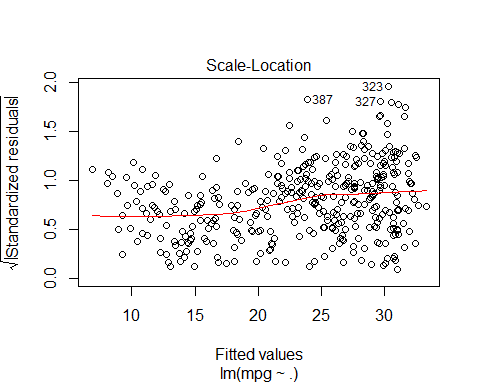 Scale-Location
√|Standardized residuals|
2.0
1.5
1.0
0.5
0.0
323
387
327
10 15 20 25 30
Fitted values
lm(mpg ~ .)